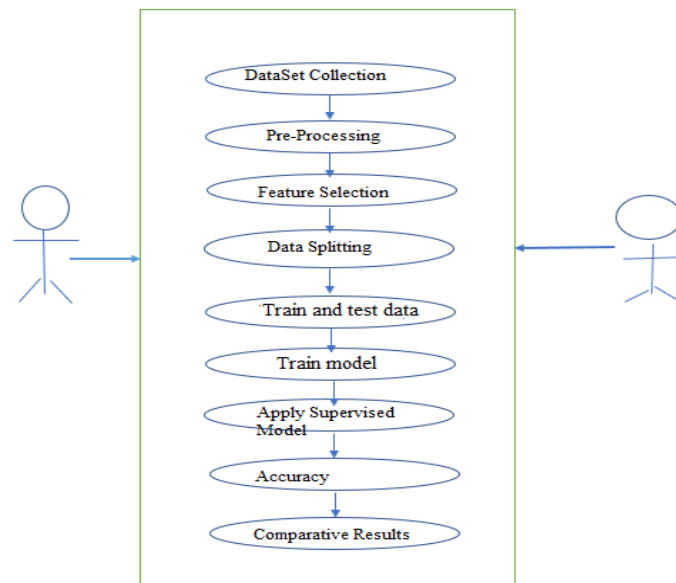 DataSet Collection
Pre-Processing
Feature Selection
Data Splitting
Train and test data
Train model
Apply Supervised
Model
Accuracy
Comparative Results